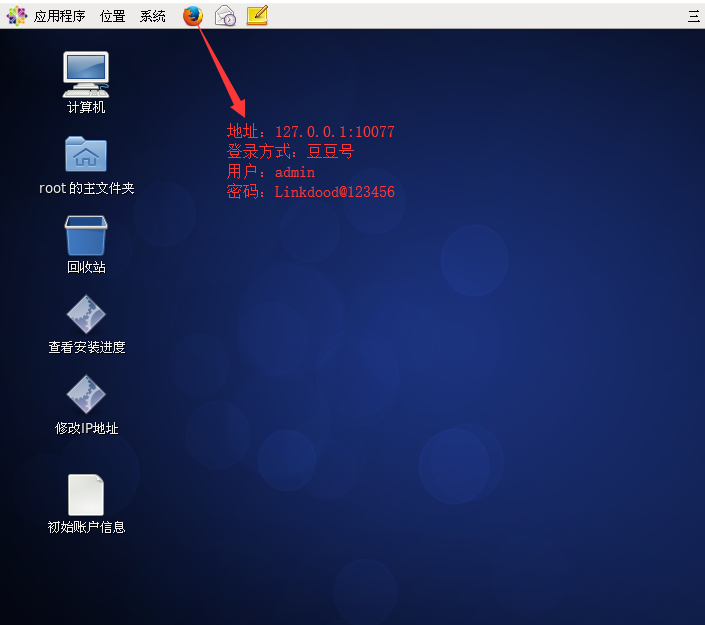 应用程序 位置 系统 三
计算机
root 的主文件夹
回收站
查看安装进度
修改IP地址
初始账户信息
地址：127.0.0.1:10077
登录方式：豆豆号
用户：admin
密码：Linkdood@123456